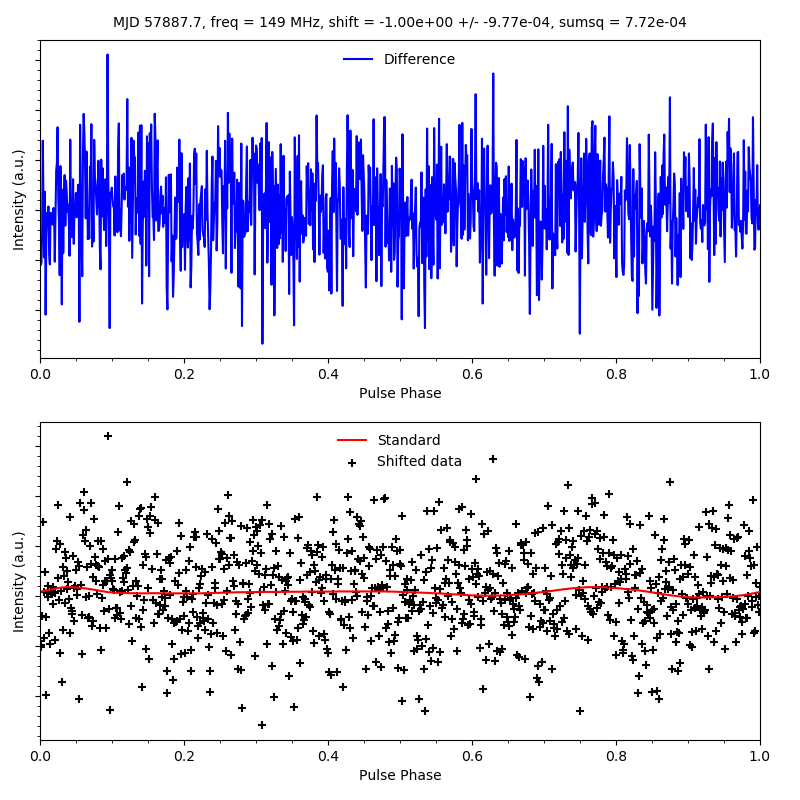 MJD 57887.7, freq = 149 MHz, shift = -1.00e+00 +/- -9.77e-04, sumsq = 7.72e-04
Difference
Intensity (a.u.)
0.0 0.2 0.4 0.6 0.8 1.0
Pulse Phase
Standard
Shifted data
Intensity (a.u.)
0.0 0.2 0.4 0.6 0.8 1.0
Pulse Phase